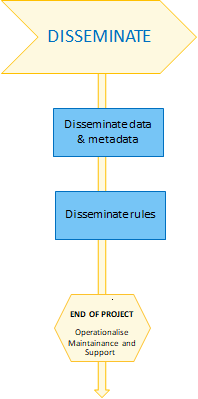 DISSEMINATE
Disseminate data
& metadata
Disseminate rules
END OF PROJECT
Operationalise
Maintainance and
Support